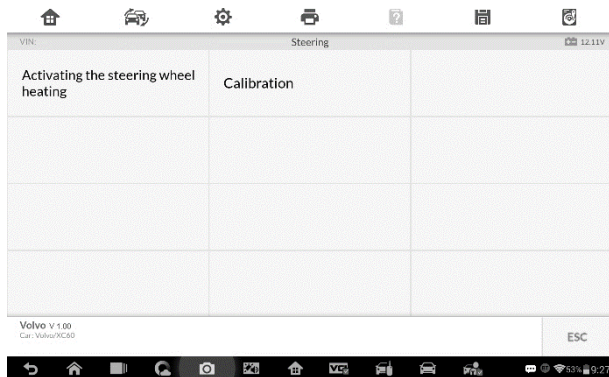 VIN:
Steering
12.11V
Activating the steering wheel
heating
Calibration
Volvo V 1.00
Car: Volvo/XC60
ESC
VCI
53%
9:27